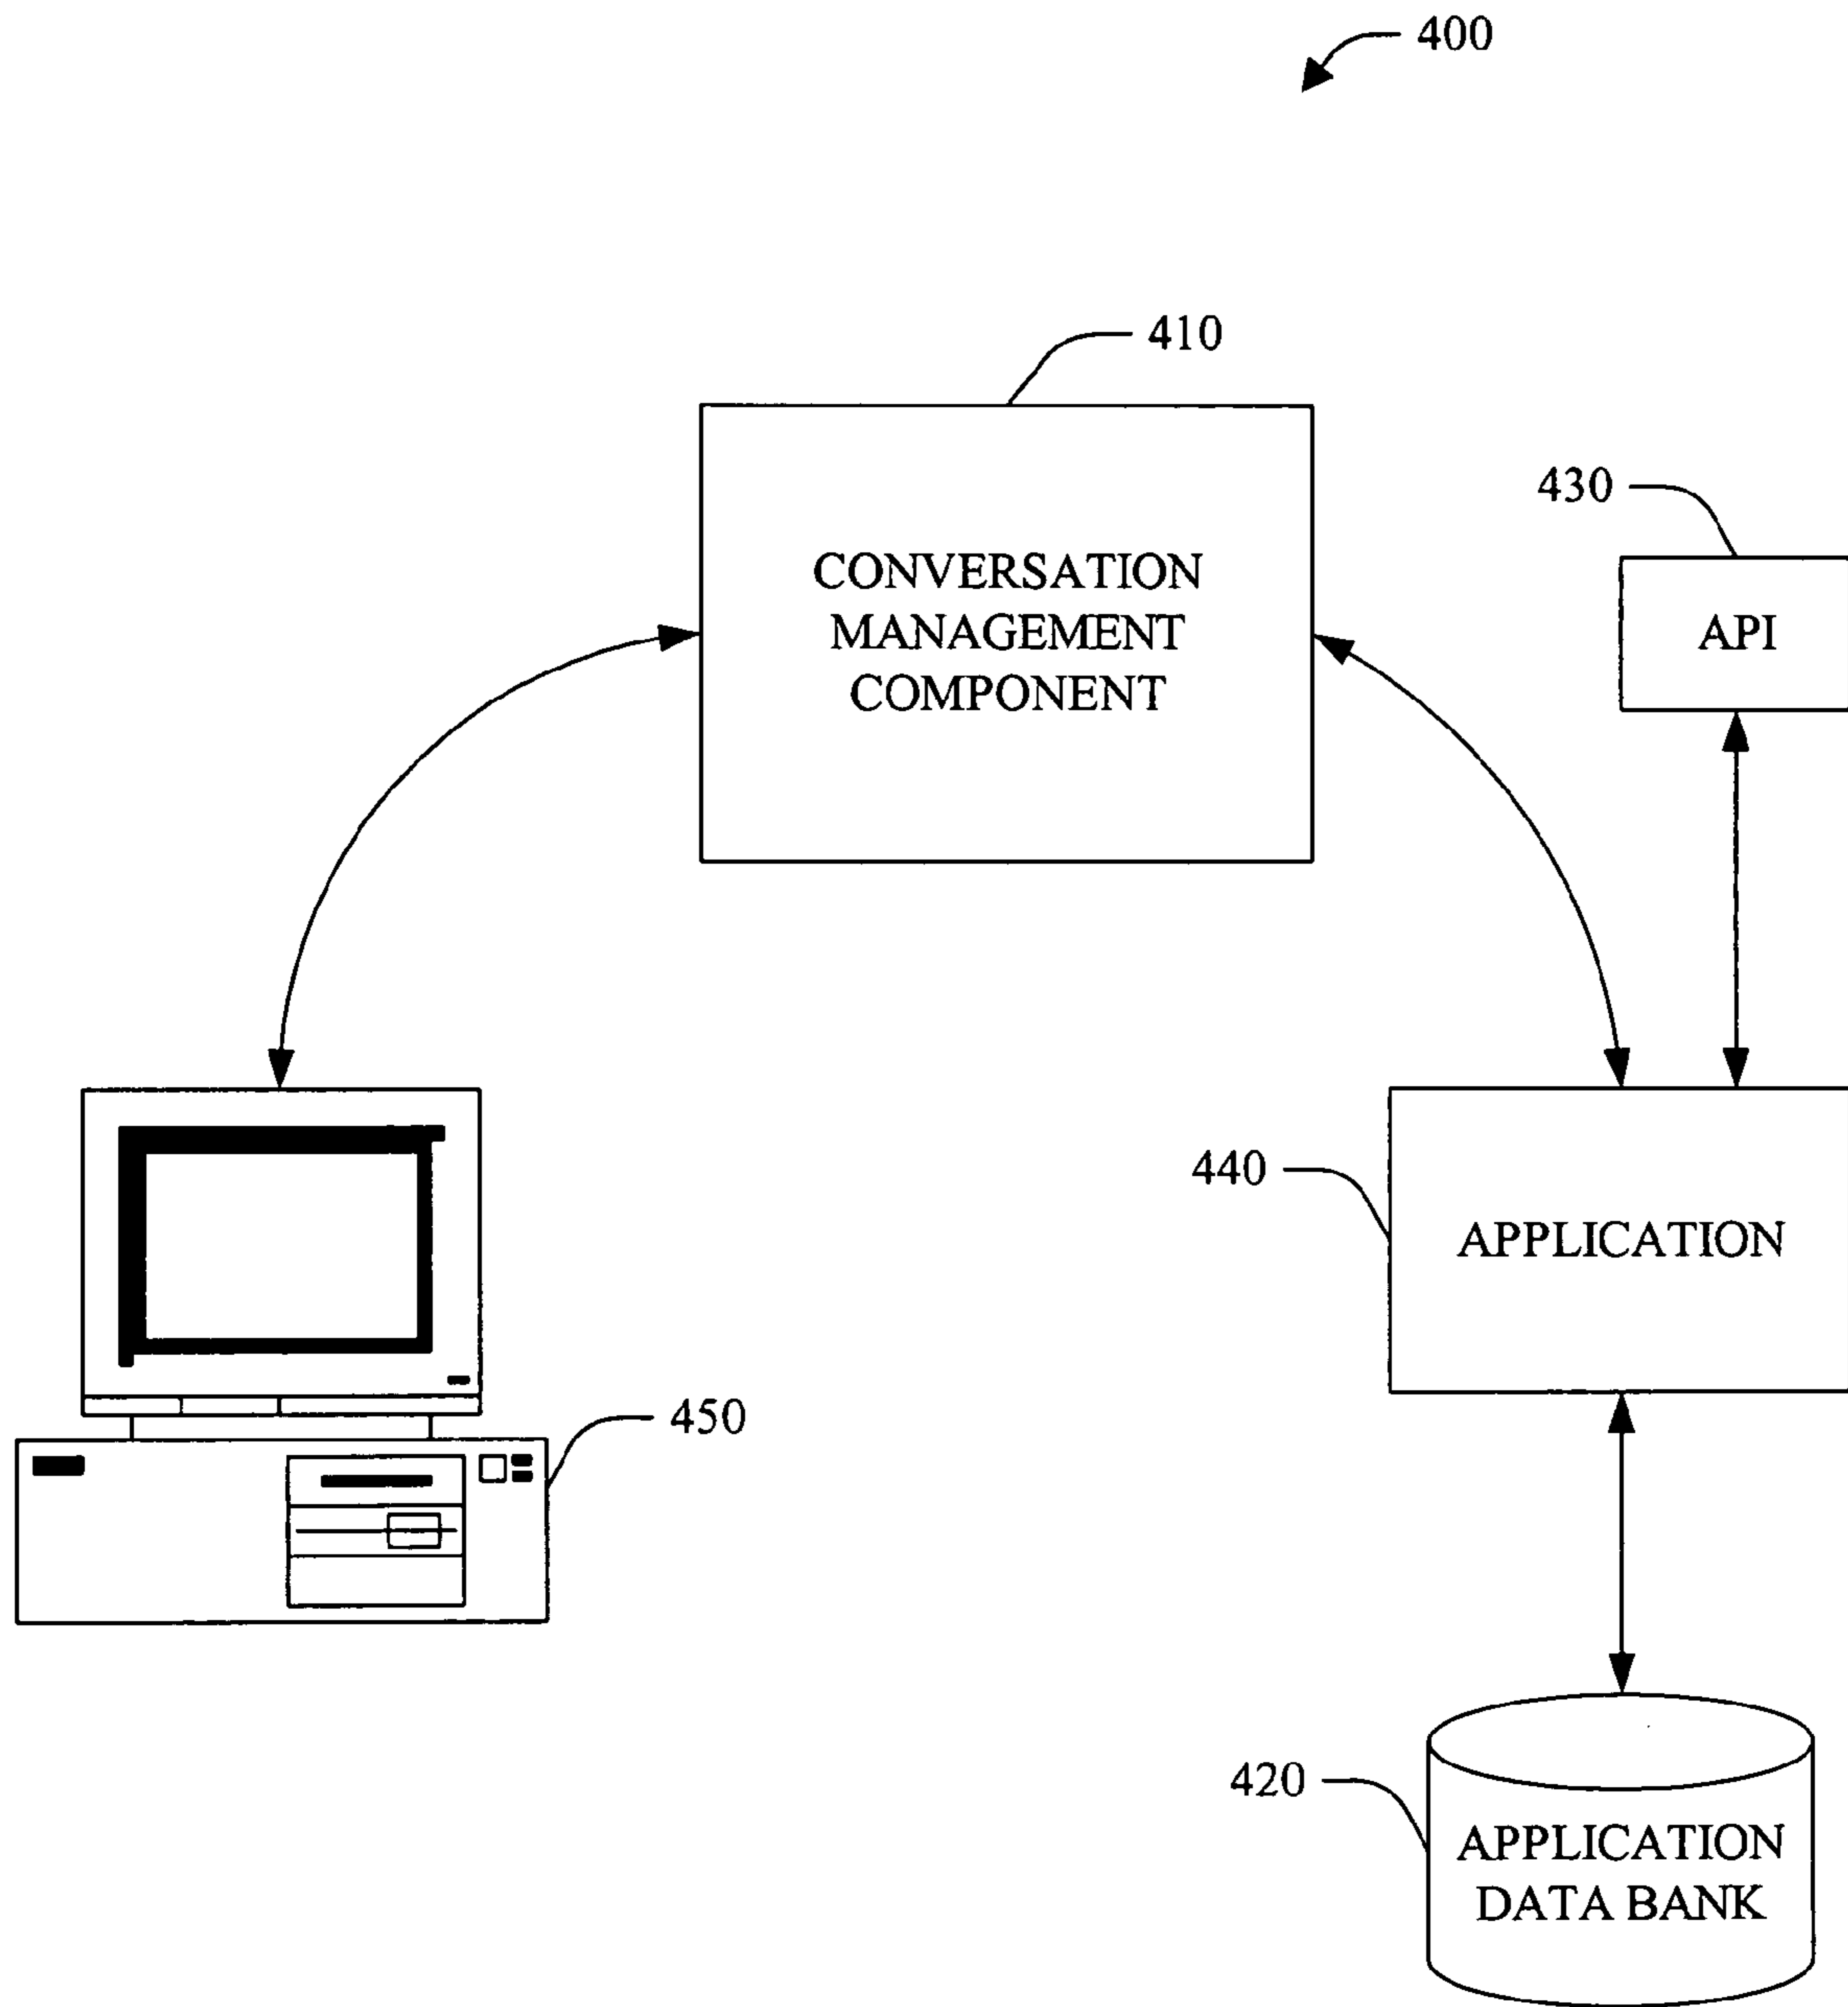 400
410
CONVERSATION
MANAGEMENT
COMPONENT
430
API
440
APPLICATION
450
420
APPLICATION
DATA BANK